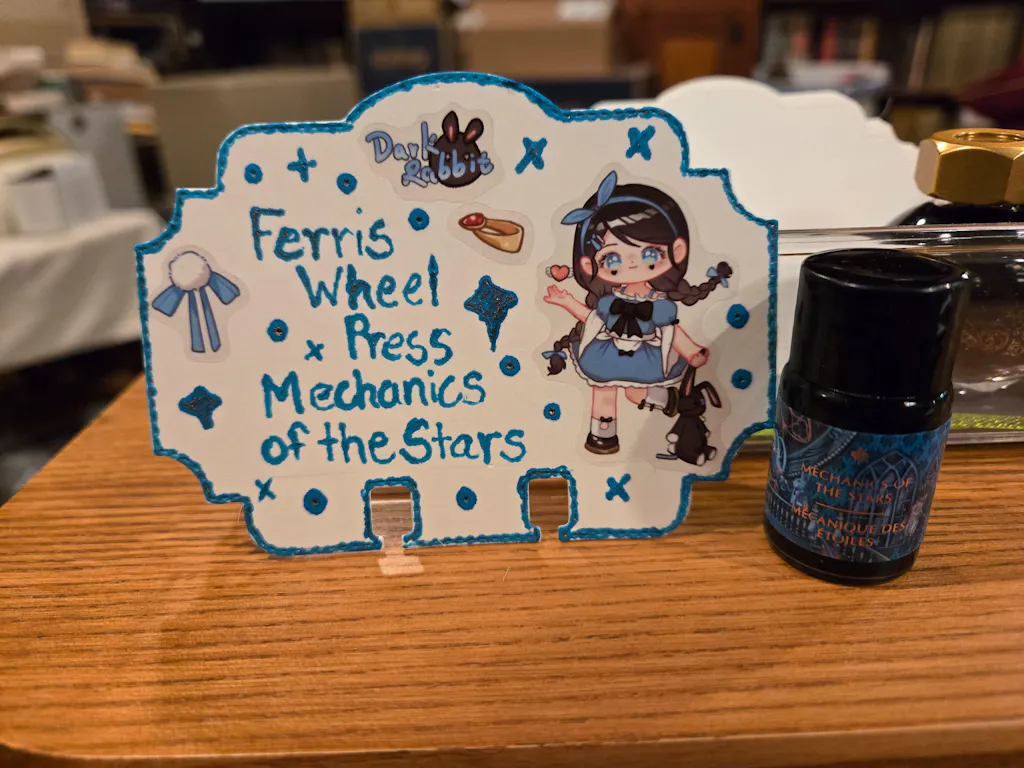 Dark
Rabbit
Ferris
Wheel
Press
Mechanics
of the Stars
MECHANICS OF
THE STARS
MÉCANIQUE DES
ÉTOILES